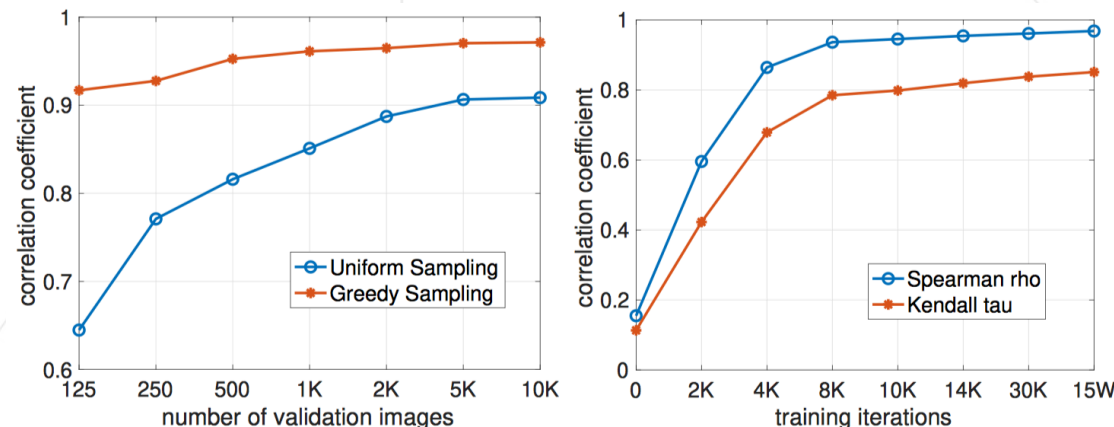 correlation coefficient
1
0.9
0.8
0.7
0.6
125 250 500 1K 2K 5K 10K
number of validation images
Uniform Sampling
Greedy Sampling
correlation coefficient
1
0.8
0.6
0.4
0.2
0
0 2K 4K 8K 10K 14K 30K 15W
training iterations
Spearman rho
Kendall tau